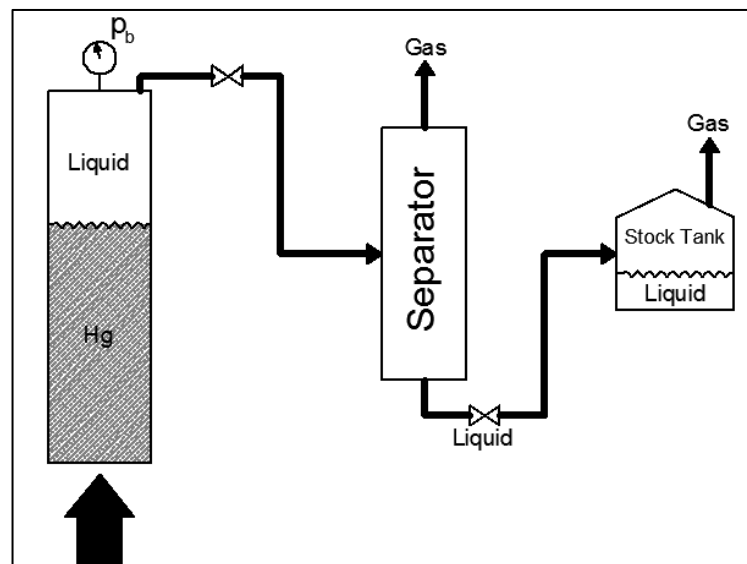 p_b
Gas
Liquid
Separator
Gas
Stock Tank
Liquid
Hg
Liquid